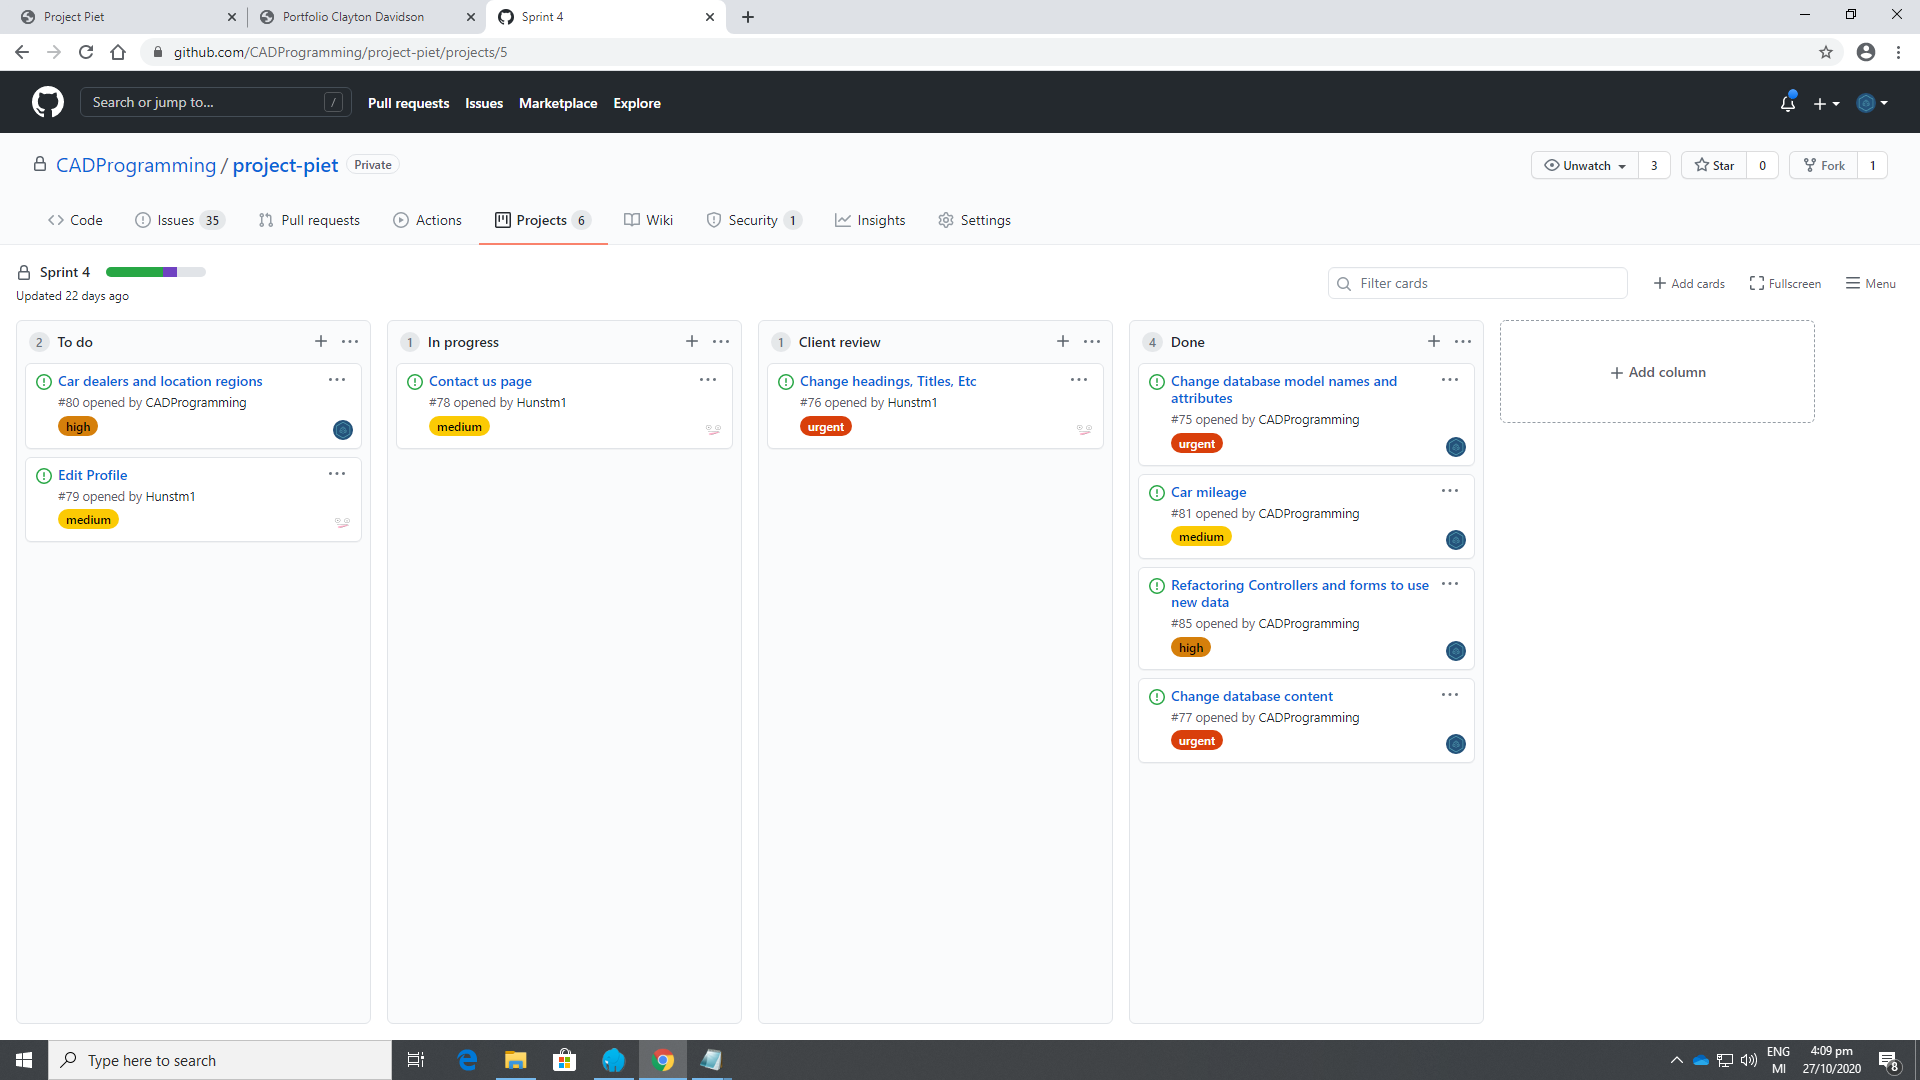 Project Piet
Portfolio Clayton Davidson
Sprint 4
github.com/CADProgramming/project-piet/projects/5
Search or jump to... /
Pull requests Issues Marketplace Explore
CADProgramming / project-piet Private
Unwatch 3 Star 0 Fork 1
Code Issues 35 Pull requests Actions Projects 6 Wiki Security 1 Insights Settings
Sprint 4
Updated 22 days ago
Filter cards Add cards Fullscreen Menu
2 To do
Car dealers and location regions
#80 opened by CADProgramming
high
Edit Profile
#79 opened by Hunstm1
medium
1 In progress
Contact us page
#78 opened by Hunstm1
medium
1 Client review
Change headings, Titles, Etc
#76 opened by Hunstm1
urgent
4 Done
Change database model names and
attributes
#75 opened by CADProgramming
urgent
Car mileage
#81 opened by CADProgramming
medium
Refactoring Controllers and forms to use
new data
#85 opened by CADProgramming
high
Change database content
#77 opened by CADProgramming
urgent
Add column
Type here to search
ENG
MI
4:09 pm
27/10/2020
8